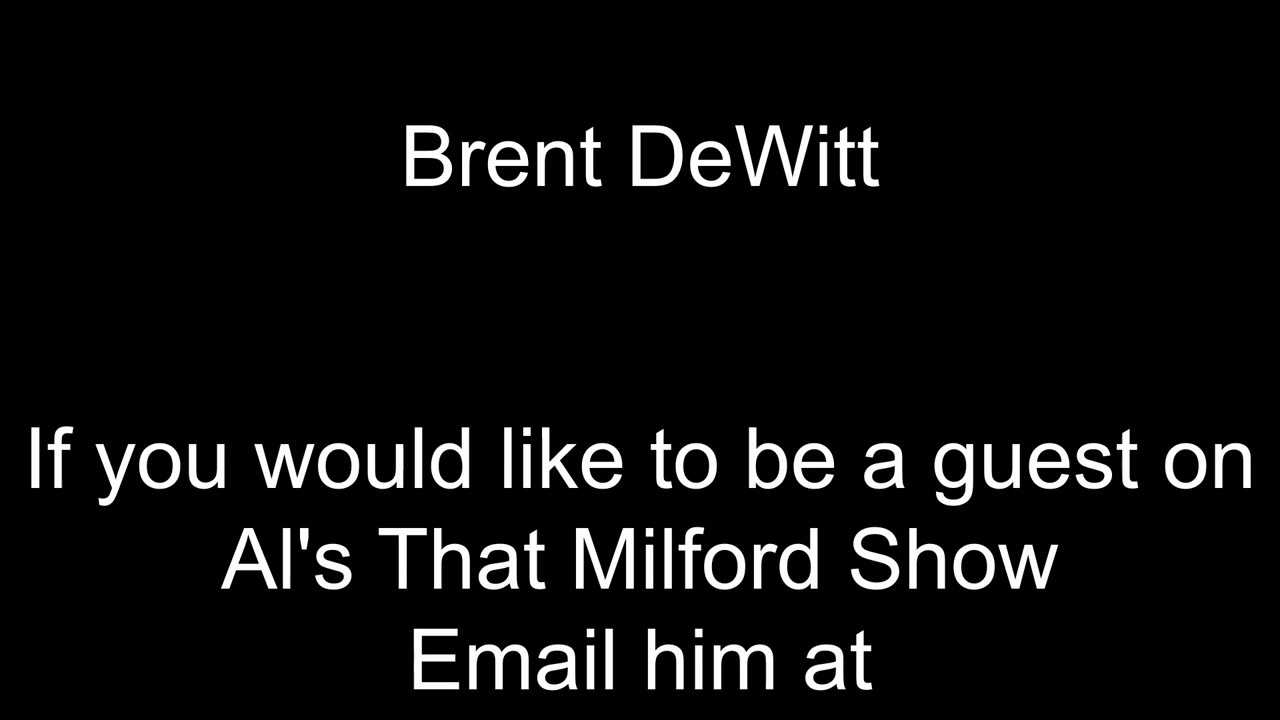 Brent DeWitt
If you would like to be a guest on
Al's That Milford Show
Email him at